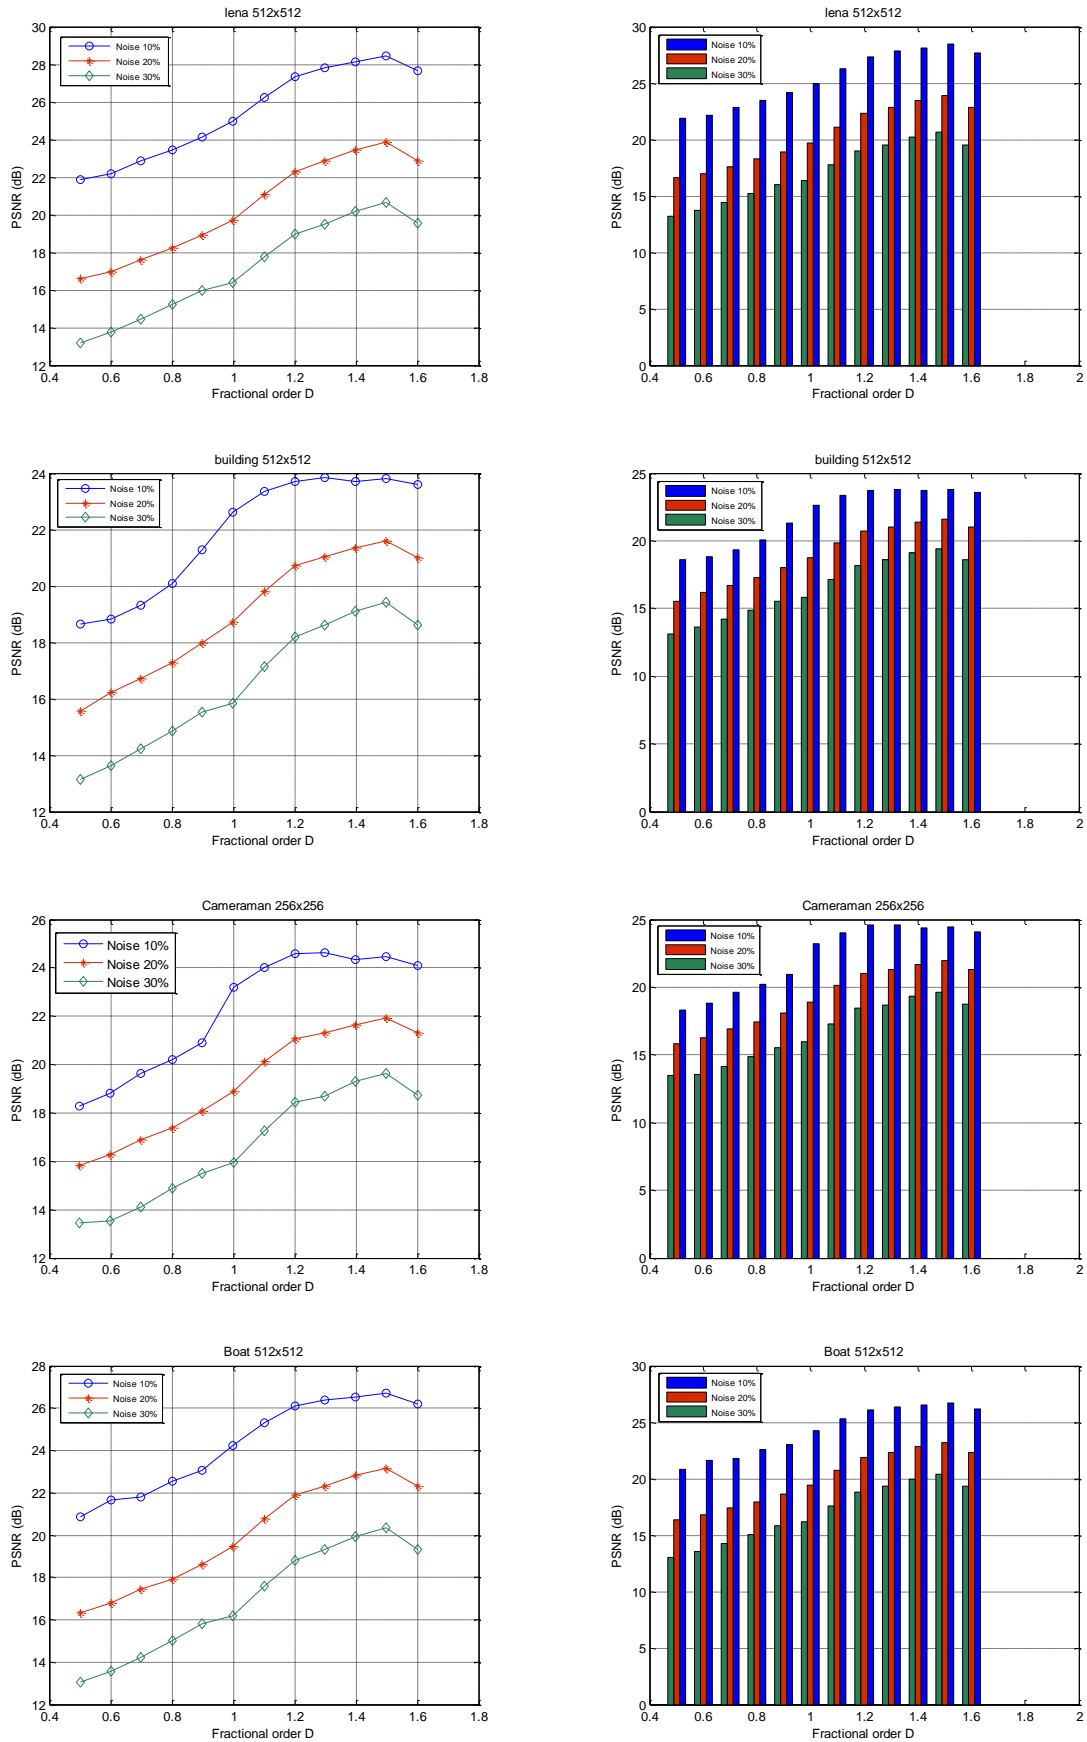 lena 512x512
30
28
26
24
22
20
18
16
14
12
PSNR (dB)
Noise 10%
Noise 20%
Noise 30%
0.4 0.6 0.8 1 1.2 1.4 1.6 1.8
Fractional order D
lena 512x512
30
25
20
15
10
5
0
PSNR (dB)
Noise 10%
Noise 20%
Noise 30%
0.4 0.6 0.8 1 1.2 1.4 1.6 1.8 2
Fractional order D
building 512x512
24
22
20
18
16
14
12
PSNR (dB)
Noise 10%
Noise 20%
Noise 30%
0.4 0.6 0.8 1 1.2 1.4 1.6 1.8
Fractional order D
building 512x512
25
20
15
10
5
0
PSNR (dB)
Noise 10%
Noise 20%
Noise 30%
0.4 0.6 0.8 1 1.2 1.4 1.6 1.8 2
Fractional order D
Cameraman 256x256
26
24
22
20
18
16
14
12
PSNR (dB)
Noise 10%
Noise 20%
Noise 30%
0.4 0.6 0.8 1 1.2 1.4 1.6 1.8
Fractional order D
Cameraman 256x256
25
20
15
10
5
0
PSNR (dB)
Noise 10%
Noise 20%
Noise 30%
0.4 0.6 0.8 1 1.2 1.4 1.6 1.8 2
Fractional order D
Boat 512x512
28
26
24
22
20
18
16
14
12
PSNR (dB)
Noise 10%
Noise 20%
Noise 30%
0.4 0.6 0.8 1 1.2 1.4 1.6 1.8
Fractional order D
Boat 512x512
30
25
20
15
10
5
0
PSNR (dB)
Noise 10%
Noise 20%
Noise 30%
0.4 0.6 0.8 1 1.2 1.4 1.6 1.8 2
Fractional order D